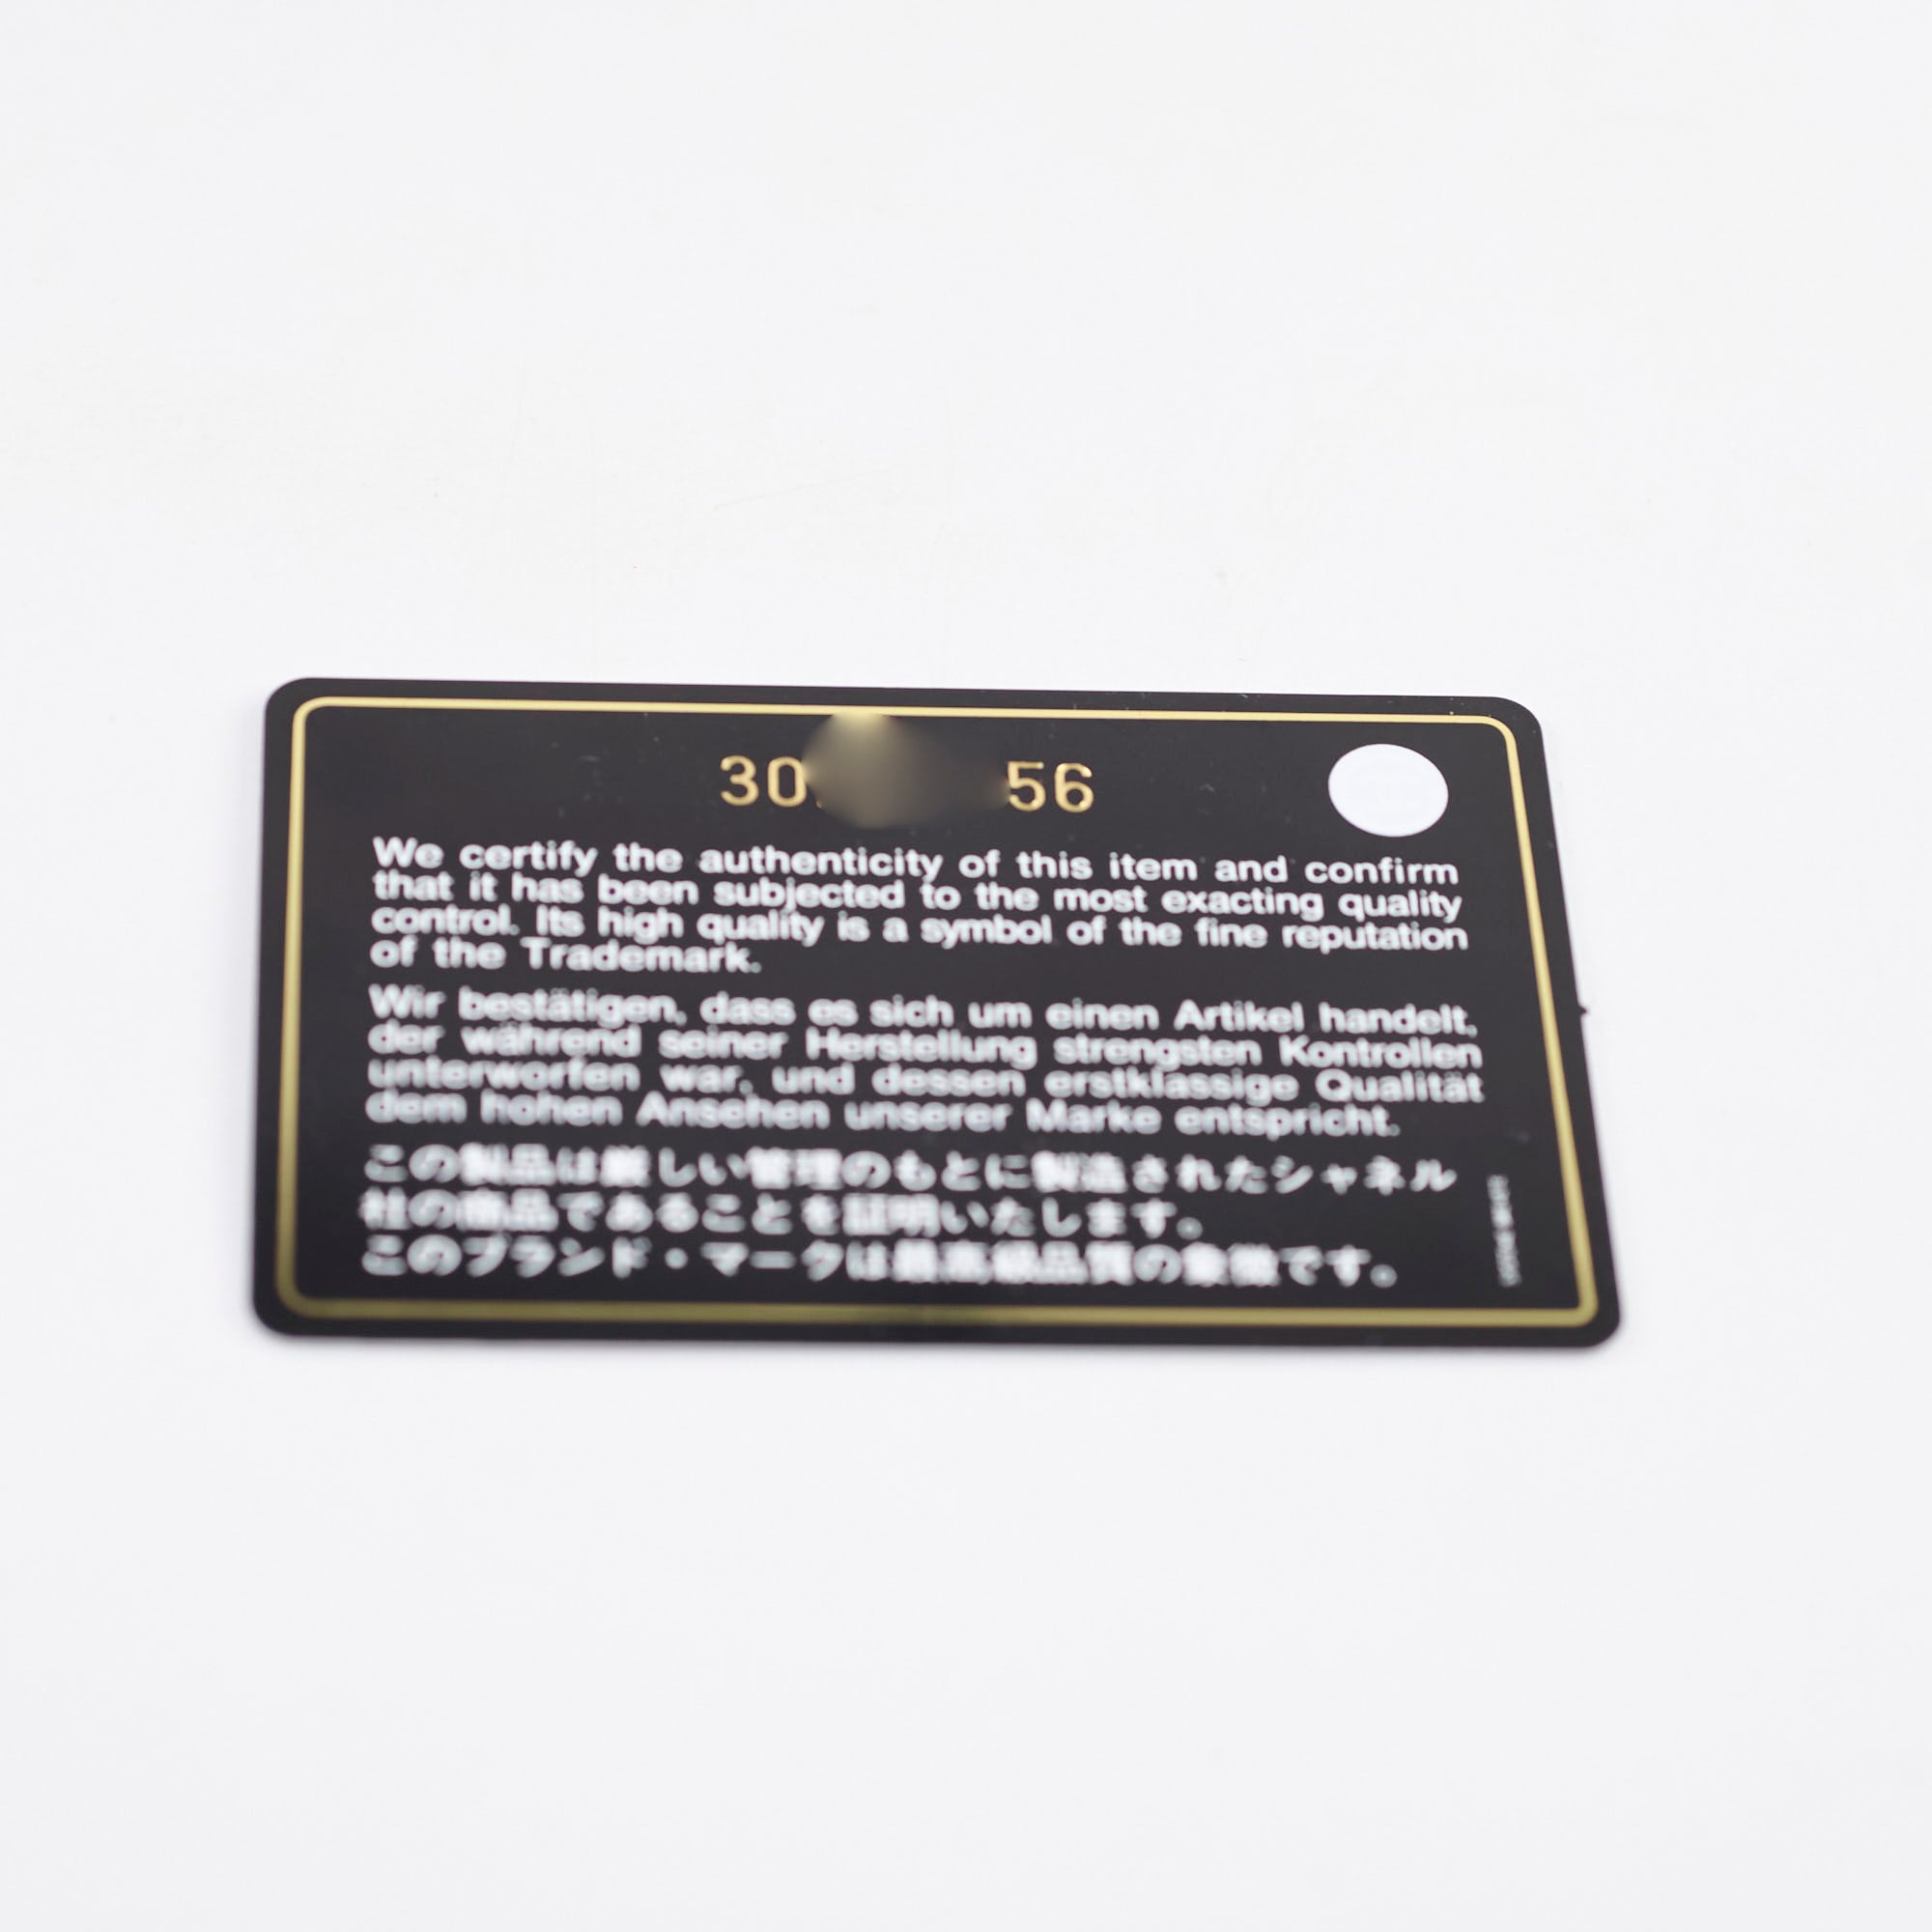 30 56
We certify the authenticity of this item and confirm
that it has been subjected to the most exacting quality
control. Its high quality is a symbol of the fine reputation
of the Trademark.
Wir bestätigen, dass es sich um einen Artikel handelt,
der während seiner Herstellung strengsten Kontrollen
unterworfen war, und dessen erstklassige Qualität
dem hohen Ansehen unserer Marke entspricht.
この製品は厳しい管理のもとに製造されたシャネル
社の商品であることを証明いたします。
このブランド・マークは最高級品質の象徴です。